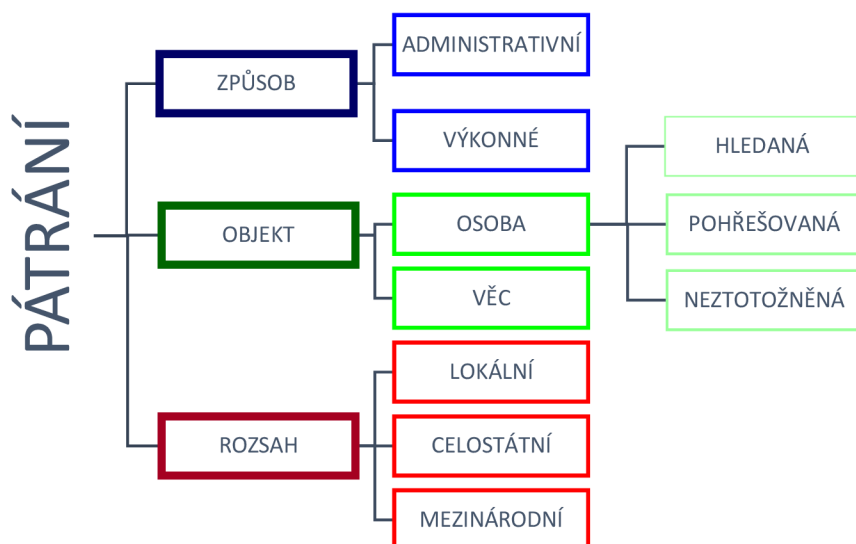 PÁTRÁNÍ
ZPŮSOB
ADMINISTRATIVNÍ
VÝKONNÉ
OBJEKT
OSOBA
HLEDANÁ
POHŘEŠOVANÁ
NEZTOTOŽNĚNÁ
VĚC
ROZSAH
LOKÁLNÍ
CELOSTÁTNÍ
MEZINÁRODNÍ